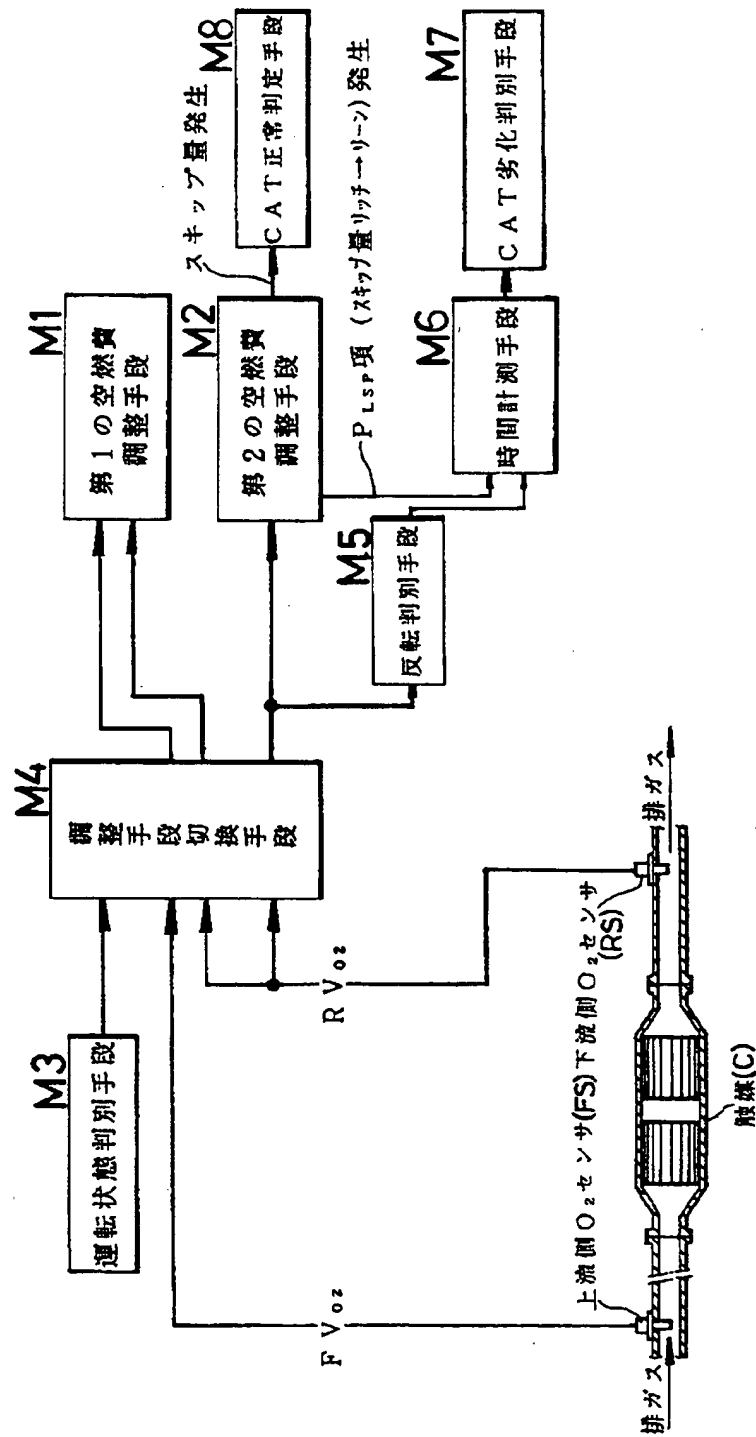 M3
運転状態判別手段
M4
調整手段切換手段
M1
第1の空燃費
調整手段
M2
第2の空燃費
調整手段
スキップ量発生
M8
CAT正常判定手段
PLSP項 (スキップ量リッチ→リーン) 発生
M5
反転判別手段
M6
時間計測手段
M7
CAT劣化判別手段
FVO2
RVO2
上流側O2センサ(FS)
下流側O2センサ
(RS)
排ガス
排ガス
触媒(C)